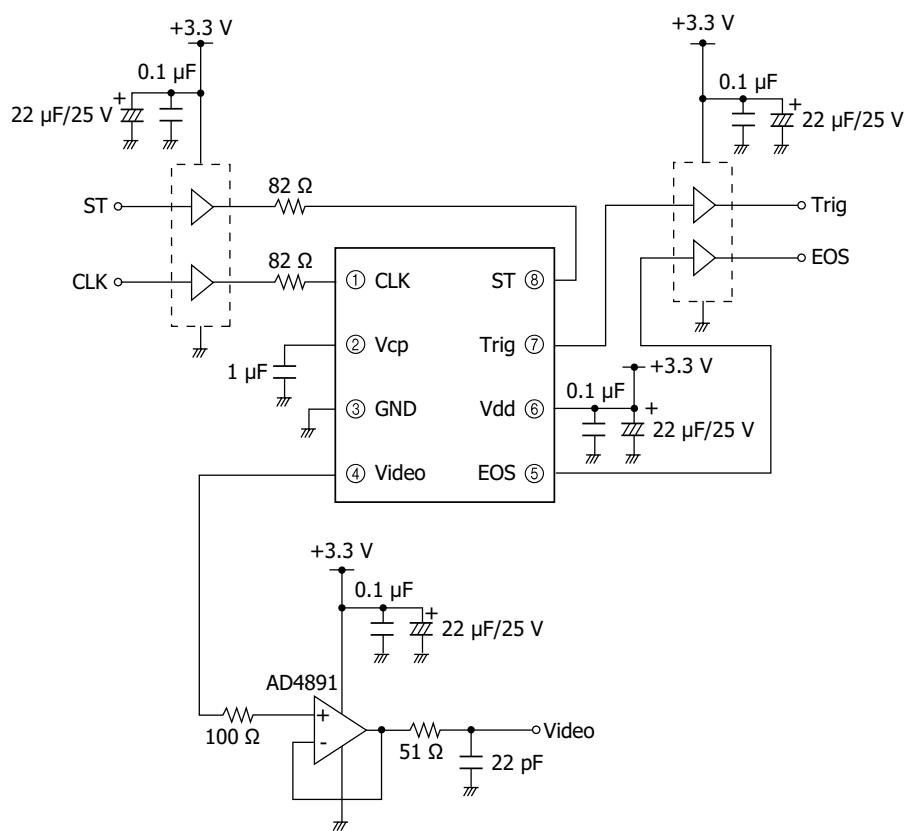 +3.3 V
+3.3 V
0.1 µF
0.1 µF
+
22 µF/25 V
+
22 µF/25 V
82 Ω
ST
Trig
82 Ω
EOS
CLK
① CLK
ST ⑧
② Vcp
Trig ⑦
1 µF
+3.3 V
0.1 µF
③ GND
Vdd ⑥
+
22 µF/25 V
④ Video
EOS ⑤
+3.3 V
0.1 µF
+
22 µF/25 V
AD4891
+
-
100 Ω
51 Ω
Video
22 pF